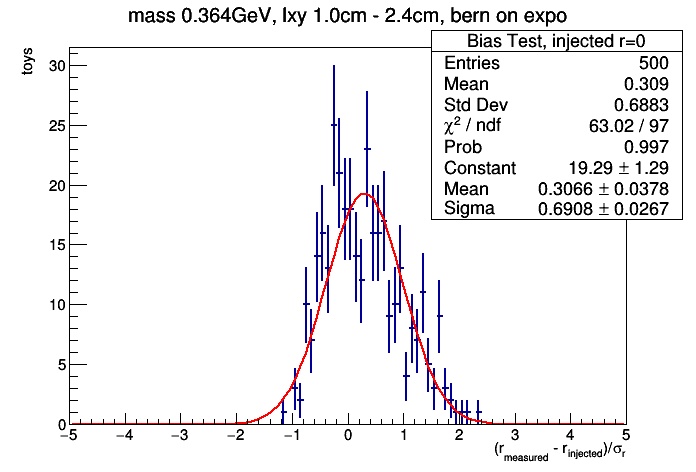 mass 0.364GeV, lxy 1.0cm - 2.4cm, bern on expo
Bias Test, injected r=0
Entries 500
Mean 0.309
Std Dev 0.6883
χ² / ndf 63.02 / 97
Prob 0.997
Constant 19.29 ± 1.29
Mean 0.3066 ± 0.0378
Sigma 0.6908 ± 0.0267
toys
30
25
20
15
10
5
0
−5 −4 −3 −2 −1 0 1 2 3 4 5
(r_measured - r_injected)/σ_r